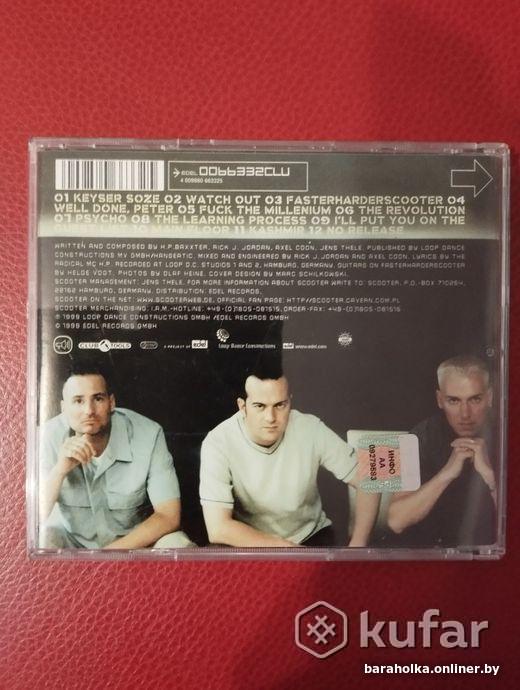 EDEL 0066332CLU
4 009880 663325
01 KEYSER SOZE 02 WATCH OUT 03 FASTERHARDERSCOOTER 04
WELL DONE, PETER 05 FUCK THE MILLENIUM 06 THE REVOLUTION
07 PSYCHO 08 THE LEARNING PROCESS 09 I'LL PUT YOU ON THE
GUEST LIST 10 MAIN FLOOR 11 KASHMIR 12 NO RELEASE
WRITTEN AND COMPOSED BY H.P. BAXXTER, RICK J. JORDAN, AXEL COON, JENS THELE. PUBLISHED BY LOOP DANCE
CONSTRUCTIONS MV GMBH/HANSEATIC. MIXED AND ENGINEERED BY RICK J. JORDAN AND AXEL COON. LYRICS BY THE
RADICAL MC H.P. RECORDED AT LOOP D.C. STUDIOS 1 AND 2, HAMBURG, GERMANY. GUITARS ON FASTERHARDERSCOOTER
BY HELGE VOGT. PHOTOS BY OLAF HEINE. COVER DESIGN BY MARC SCHILKOWSKI.
SCOOTER MANAGEMENT: JENS THELE. FOR MORE INFORMATION ABOUT SCOOTER WRITE TO: SCOOTER, P.O.-BOX
HAMBURG, GERMANY. DISTRIBUTION: EDEL RECORDS.
SCOOTER ON THE NET: WWW.SCOOTERWEB.DE, OFFICIAL FAN PAGE: HTTP://SCOOTER.CAVERN.COM.PL
SCOOTER MERCHANDISING: I.A.M.-HOTLINE: +49-(0)1805-081515, ORDER-FAX: +49-(0)1805-081516
℗ 1999 LOOP DANCE CONSTRUCTIONS GMBH /EDEL RECORDS GMBH
© 1999 EDEL RECORDS GMBH
CLUB TOOLS A PROJECT OF edel Loop Dance Constructions edel www.edel.com
ИНФО
АА
0927958З
kufar
baraholka.onliner.by